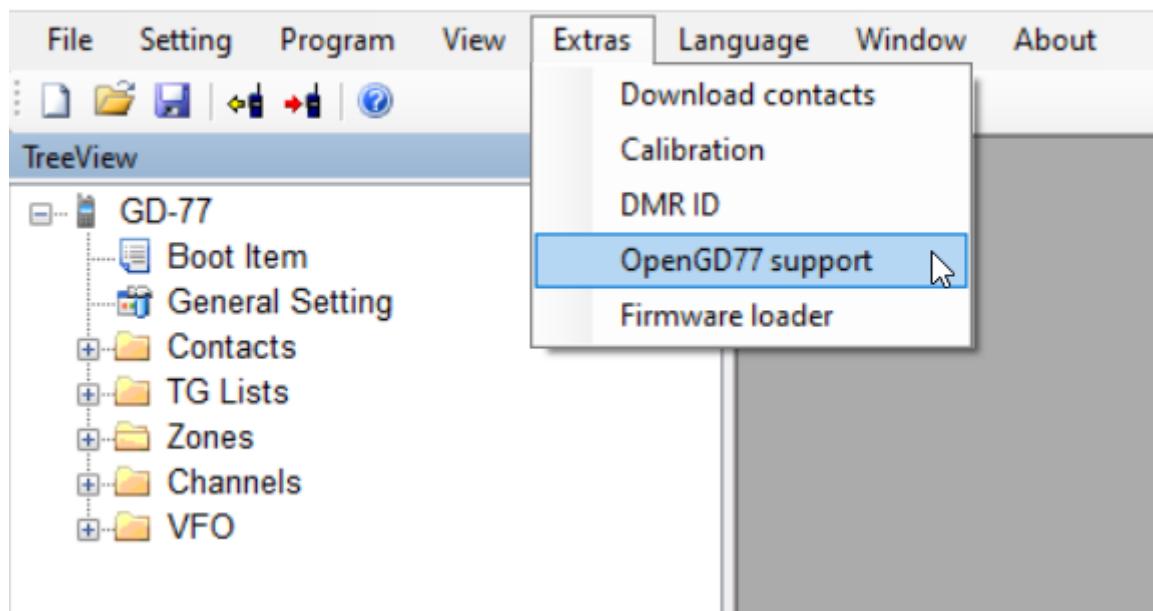 File Setting Program View Extras Language Window About
TreeView
GD-77
Boot Item
General Setting
Contacts
TG Lists
Zones
Channels
VFO
Download contacts
Calibration
DMR ID
OpenGD77 support
Firmware loader